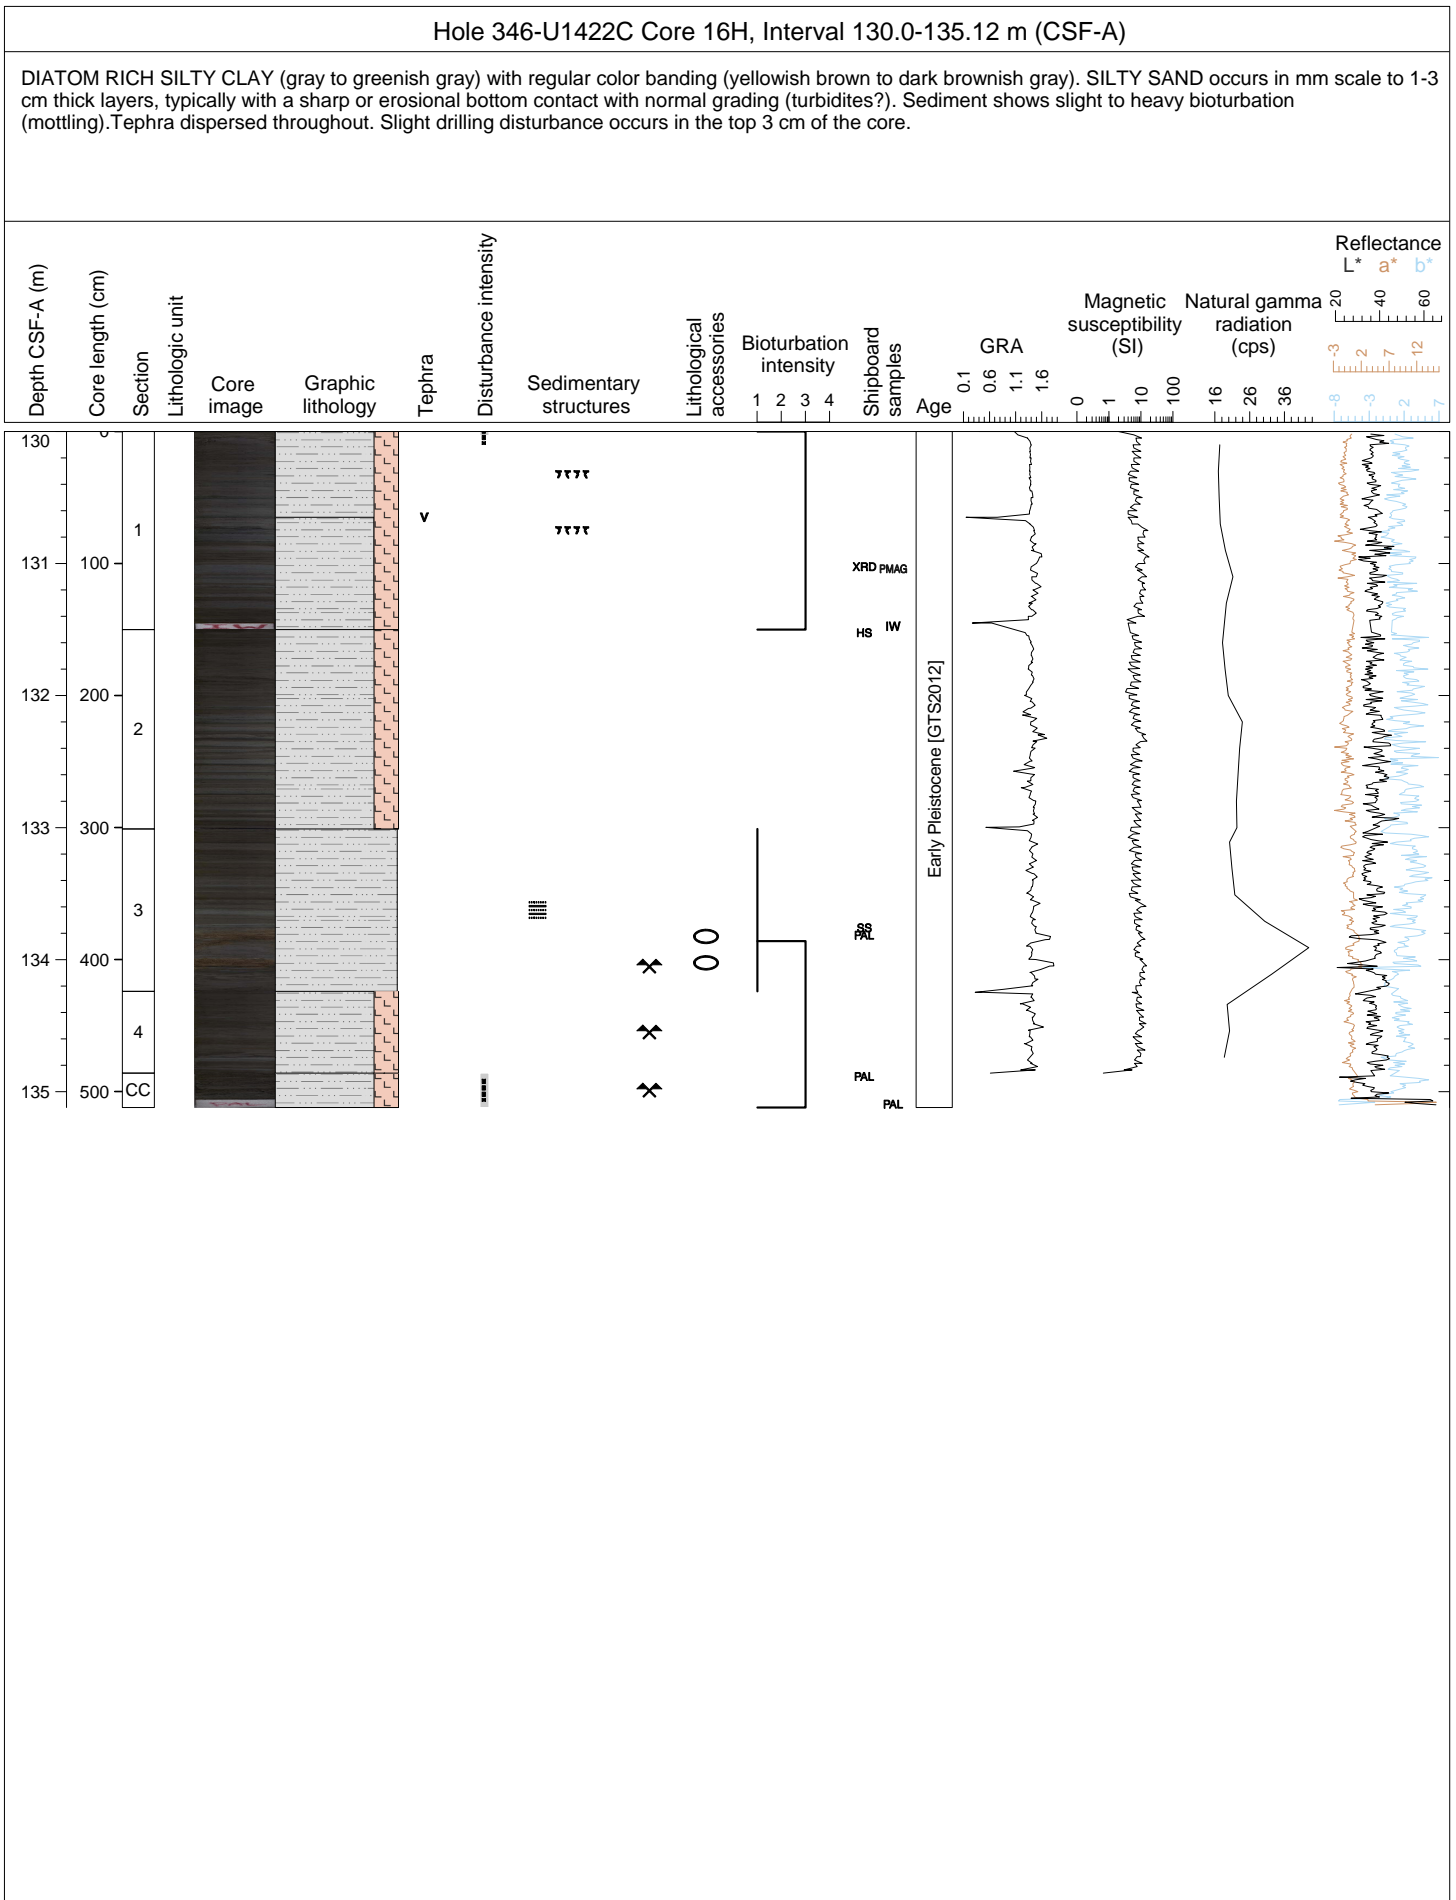 Hole 346-U1422C Core 16H, Interval 130.0-135.12 m (CSF-A)
DIATOM RICH SILTY CLAY (gray to greenish gray) with regular color banding (yellowish brown to dark brownish gray). SILTY SAND occurs in mm scale to 1-3
cm thick layers, typically with a sharp or erosional bottom contact with normal grading (turbidites?). Sediment shows slight to heavy bioturbation
(mottling).Tephra dispersed throughout. Slight drilling disturbance occurs in the top 3 cm of the core.
Depth CSF-A (m)
Core length (cm)
Section
Lithologic unit
Core
image
Graphic
lithology
Tephra
Disturbance intensity
Sedimentary
structures
Lithological
accessories
Bioturbation
intensity
1 2 3 4
Shipboard
samples
Age
GRA
0.1 0.6 1.1 1.6
Magnetic
susceptibility
(SI)
0 1 10 100
Natural gamma
radiation
(cps)
16 26 36
Reflectance
L* a* b*
20 40 60
-3 2 7 12
-8 -3 2 7
130 0
1
V
131 100
XRD PMAG
IW
IW
HS
132 200
2
Early Pleistocene [GTS2012]
133 300
3
SS
PAL
134 400
4
PAL
135 500 CC
PAL
PAL